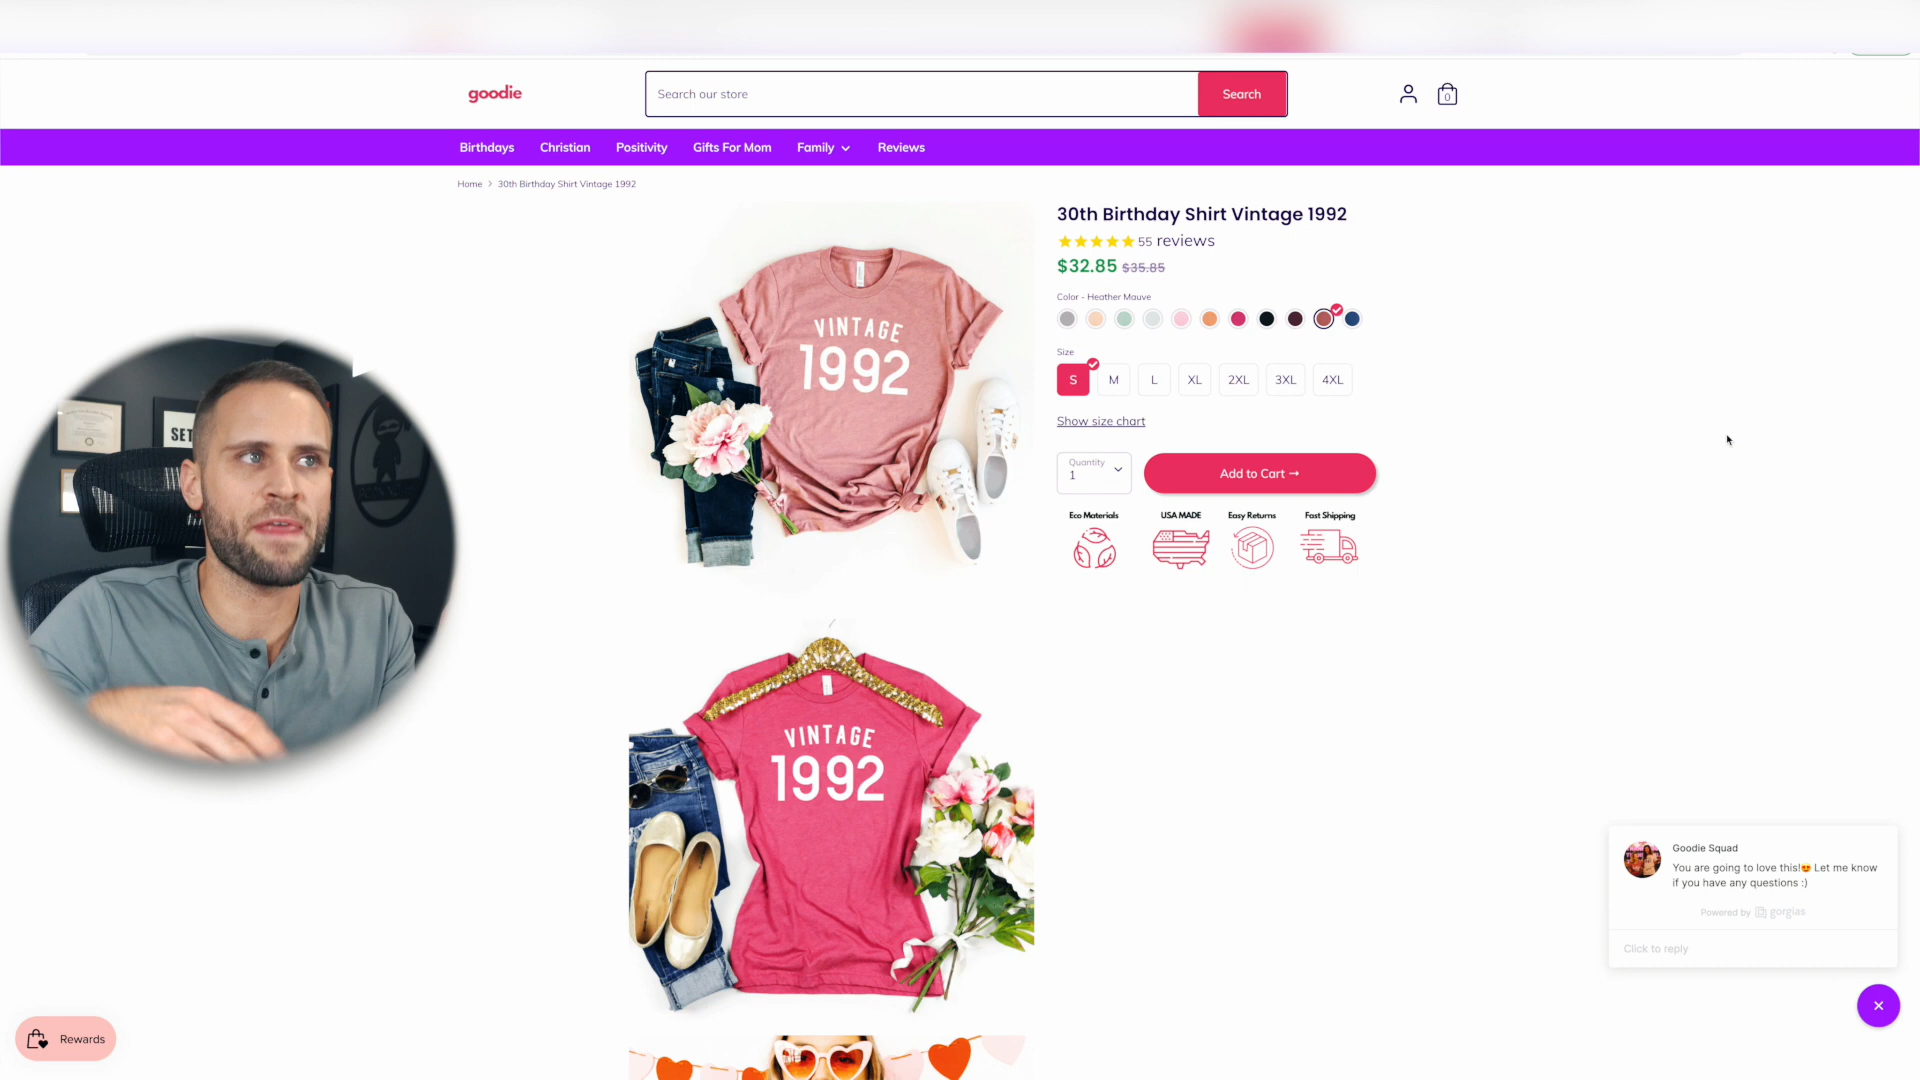 goodie
Search our store
Search
0
Birthdays
Christian
Positivity
Gifts For Mom
Family
Reviews
Home > 30th Birthday Shirt Vintage 1992
30th Birthday Shirt Vintage 1992
55 reviews
$32.85 $35.85
Color - Heather Mauve
Size
S
M
L
XL
2XL
3XL
4XL
Show size chart
Quantity
1
Add to Cart →
Eco Materials
USA MADE
Easy Returns
Fast Shipping
VINTAGE
1992
SET
VINTAGE
1992
Goodie Squad
You are going to love this!😍 Let me know
if you have any questions :)
Powered by gorgias
Click to reply
Rewards